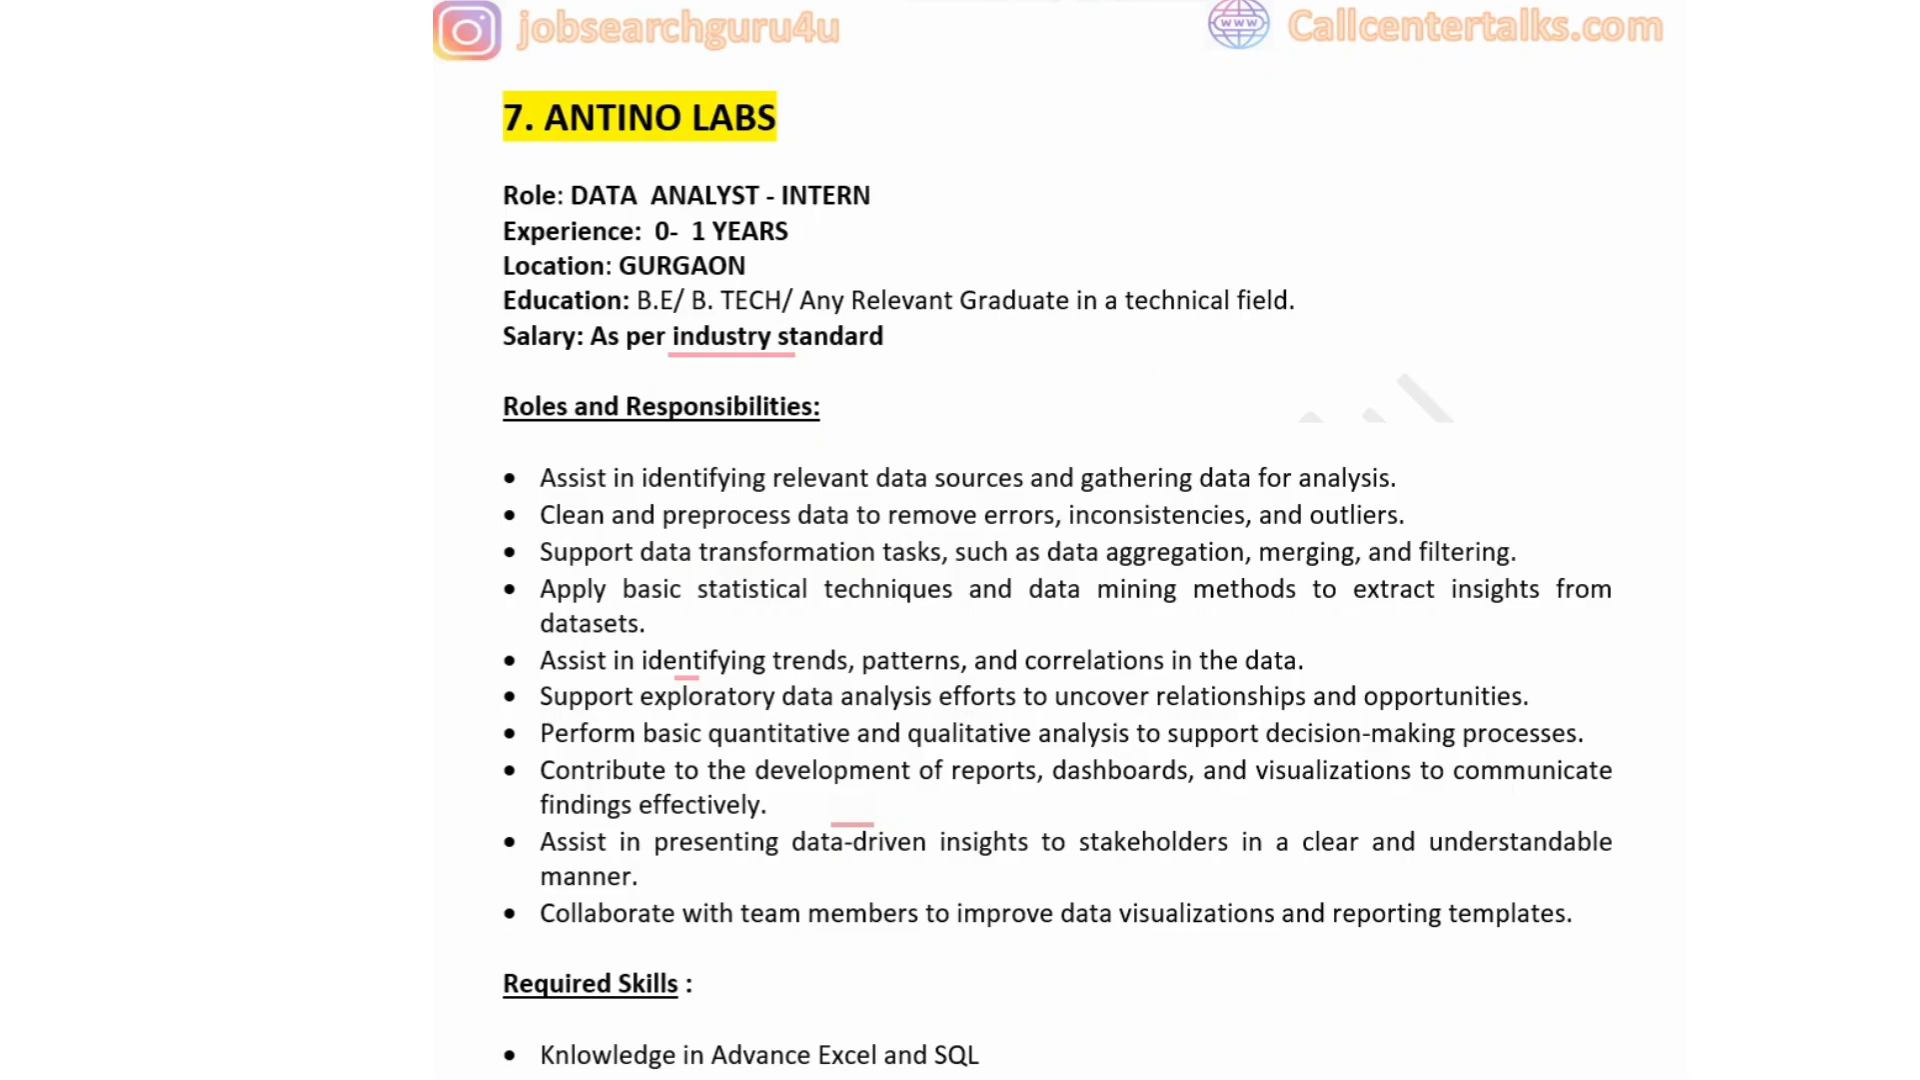 jobsearchguru4u
www
Callcentertalks.com
7. ANTINO LABS
Role: DATA ANALYST - INTERN
Experience: 0- 1 YEARS
Location: GURGAON
Education: B.E/ B. TECH/ Any Relevant Graduate in a technical field.
Salary: As per industry standard
Roles and Responsibilities:
• Assist in identifying relevant data sources and gathering data for analysis.
• Clean and preprocess data to remove errors, inconsistencies, and outliers.
• Support data transformation tasks, such as data aggregation, merging, and filtering.
• Apply basic statistical techniques and data mining methods to extract insights from
datasets.
• Assist in identifying trends, patterns, and correlations in the data.
• Support exploratory data analysis efforts to uncover relationships and opportunities.
• Perform basic quantitative and qualitative analysis to support decision-making processes.
• Contribute to the development of reports, dashboards, and visualizations to communicate
findings effectively.
• Assist in presenting data-driven insights to stakeholders in a clear and understandable
manner.
• Collaborate with team members to improve data visualizations and reporting templates.
Required Skills :
• Knlowledge in Advance Excel and SQL